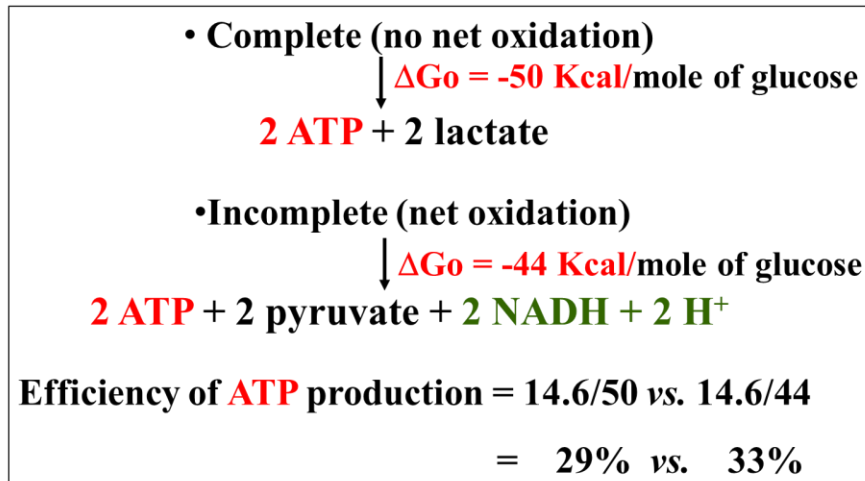 • Complete (no net oxidation)
ΔGo = -50 Kcal/mole of glucose
2 ATP + 2 lactate
•Incomplete (net oxidation)
ΔGo = -44 Kcal/mole of glucose
2 ATP + 2 pyruvate + 2 NADH + 2 H⁺
Efficiency of ATP production = 14.6/50 vs. 14.6/44
= 29% vs. 33%